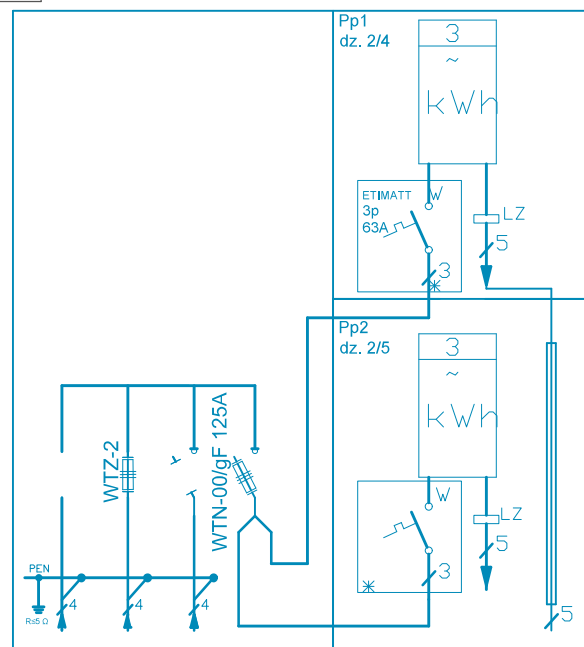 Pp1
dz. 2/4
3
~
kWh
ETIMATT
3p
63A
W
LZ
5
3
Pp2
dz. 2/5
3
~
kWh
WTZ-2
WTN-00/gF 125A
W
LZ
5
3
PEN
R≤5 Ω
4
4
4
5